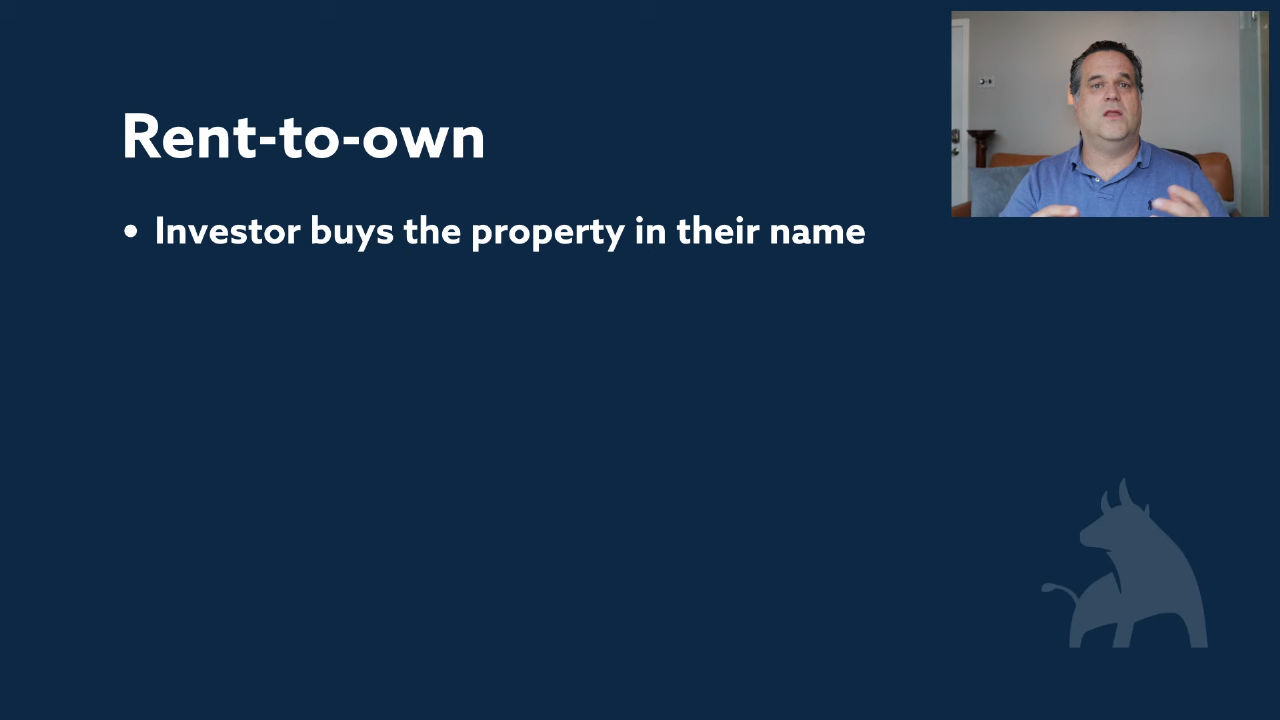 Rent-to-own
• Investor buys the property in their name